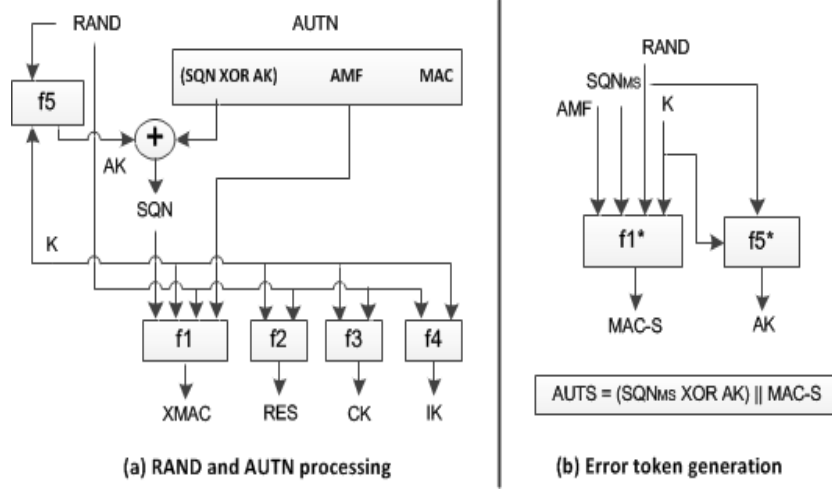 RAND
AUTN
(SQN XOR AK) AMF MAC
f5
+
AK
SQN
K
f1 f2 f3 f4
XMAC RES CK IK
(a) RAND and AUTN processing
RAND
SQNMS
AMF K
f1* f5*
MAC-S AK
AUTS = (SQNMS XOR AK) || MAC-S
(b) Error token generation